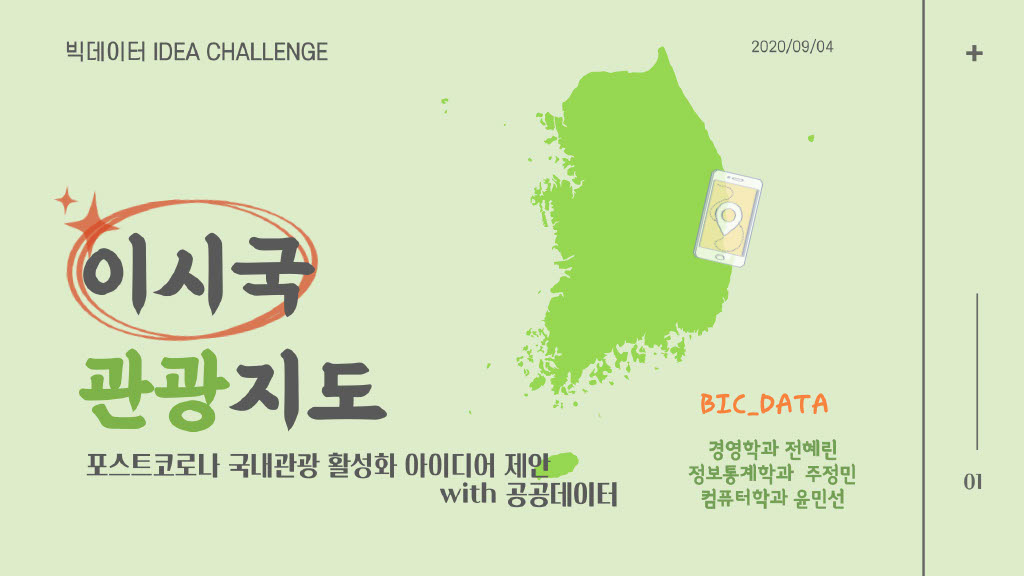 빅데이터 IDEA CHALLENGE
2020/09/04
+
이시국
관광지도
포스트코로나 국내관광 활성화 아이디어 제안
with 공공데이터
BIC_DATA
경영학과 전혜린
정보통계학과 주정민
컴퓨터학과 윤민선
01